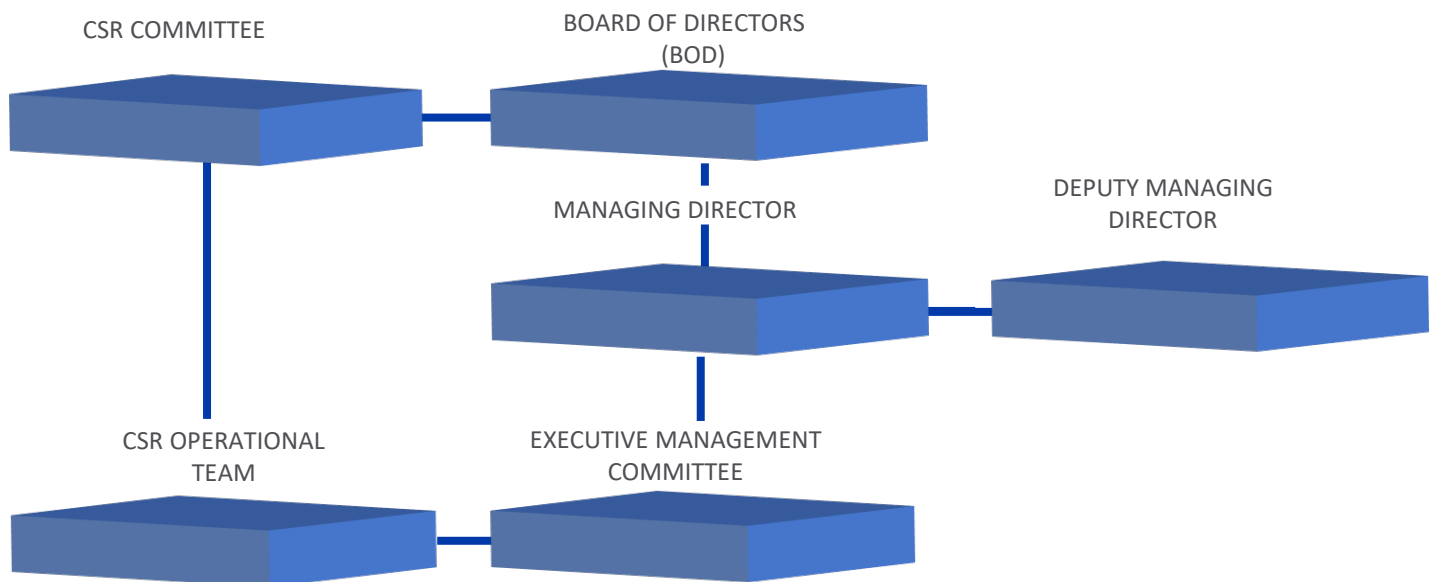 CSR COMMITTEE
BOARD OF DIRECTORS
(BOD)
MANAGING DIRECTOR
DEPUTY MANAGING
DIRECTOR
CSR OPERATIONAL
TEAM
EXECUTIVE MANAGEMENT
COMMITTEE